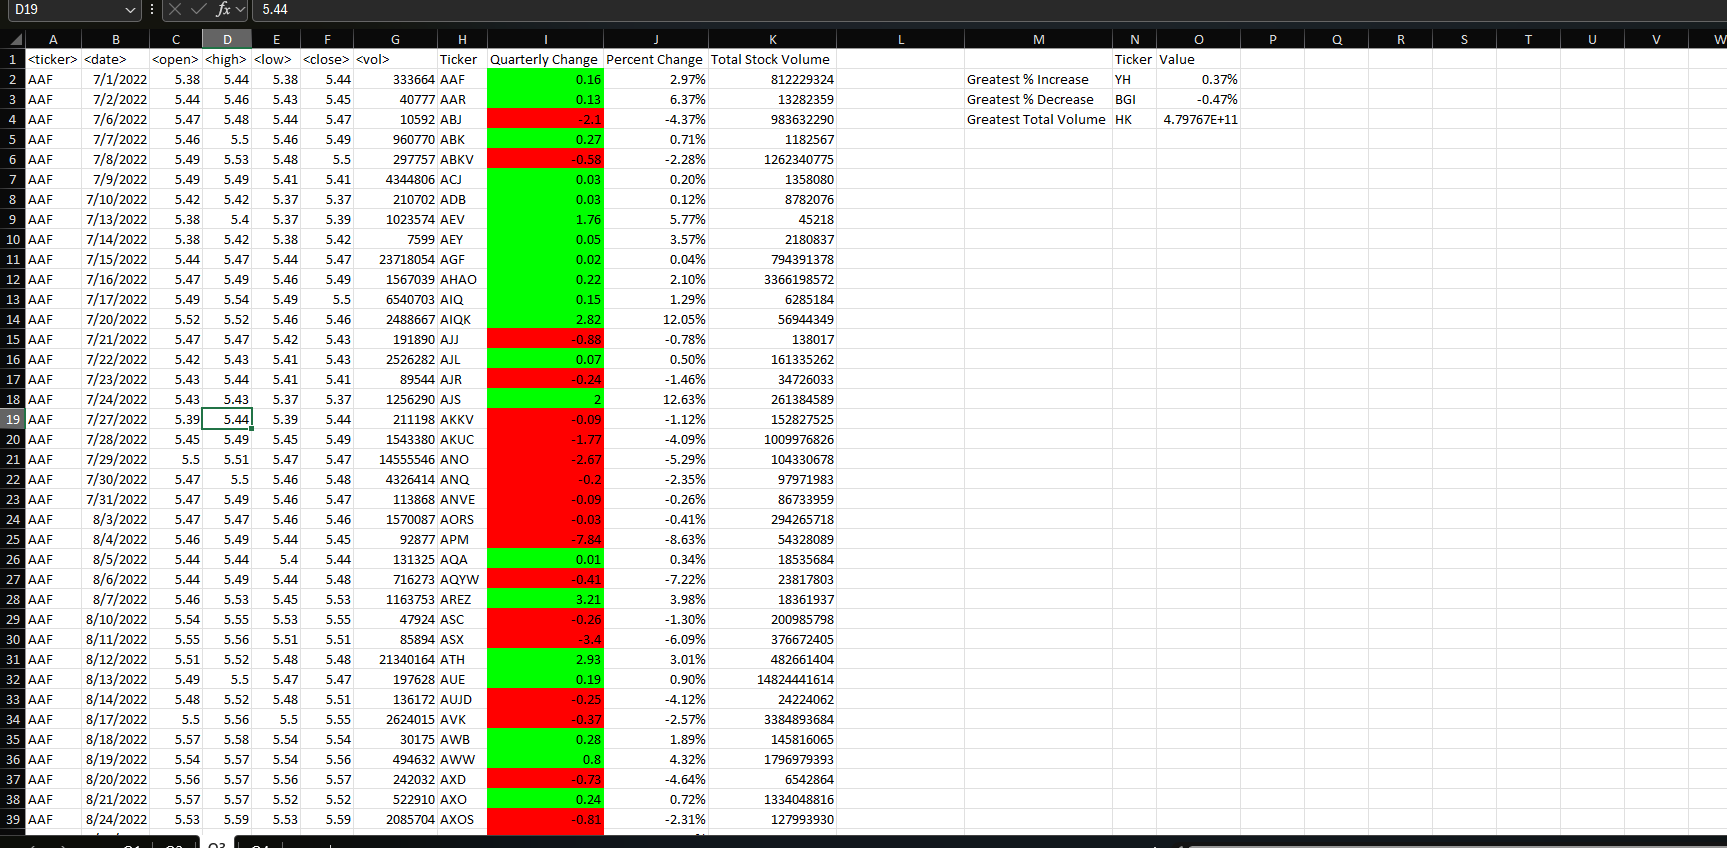 D19 fx 5.44
A B C D E F G H I J K L M N O P Q R S T U V W
1 <ticker> <date> <open> <high> <low> <close> <vol> Ticker Quarterly Change Percent Change Total Stock Volume Ticker Value
2 AAF 7/1/2022 5.38 5.44 5.38 5.44 333664 AAF 0.16 2.97% 812229324 Greatest % Increase YH 0.37%
3 AAF 7/2/2022 5.44 5.46 5.43 5.45 40777 AAR 0.13 6.37% 13282359 Greatest % Decrease BGI -0.47%
4 AAF 7/6/2022 5.47 5.48 5.44 5.47 10592 ABJ -2.1 -4.37% 983632290 Greatest Total Volume HK 4.79767E+11
5 AAF 7/7/2022 5.46 5.5 5.46 5.49 960770 ABK 0.27 0.71% 1182567
6 AAF 7/8/2022 5.49 5.53 5.48 5.5 297757 ABKV -0.58 -2.28% 1262340775
7 AAF 7/9/2022 5.49 5.49 5.41 5.41 4344806 ACJ 0.03 0.20% 1358080
8 AAF 7/10/2022 5.42 5.42 5.37 5.37 210702 ADB 0.03 0.12% 8782076
9 AAF 7/13/2022 5.38 5.4 5.37 5.39 1023574 AEV 1.76 5.77% 45218
10 AAF 7/14/2022 5.38 5.42 5.38 5.42 7599 AEY 0.05 3.57% 2180837
11 AAF 7/15/2022 5.44 5.47 5.44 5.47 23718054 AGF 0.02 0.04% 794391378
12 AAF 7/16/2022 5.47 5.49 5.46 5.49 1567039 AHAO 0.22 2.10% 3366198572
13 AAF 7/17/2022 5.49 5.54 5.49 5.5 6540703 AIQ 0.15 1.29% 6285184
14 AAF 7/20/2022 5.52 5.52 5.46 5.46 2488667 AIQK 2.82 12.05% 56944349
15 AAF 7/21/2022 5.47 5.47 5.42 5.43 191890 AJJ -0.88 -0.78% 138017
16 AAF 7/22/2022 5.42 5.43 5.41 5.43 2526282 AJL 0.07 0.50% 161335262
17 AAF 7/23/2022 5.43 5.44 5.41 5.41 89544 AJR -0.24 -1.46% 34726033
18 AAF 7/24/2022 5.43 5.43 5.37 5.37 1256290 AJS 2 12.63% 261384589
19 AAF 7/27/2022 5.39 5.44 5.39 5.44 211198 AKKV -0.09 -1.12% 152827525
20 AAF 7/28/2022 5.45 5.49 5.45 5.49 1543380 AKUC -1.77 -4.09% 1009976826
21 AAF 7/29/2022 5.5 5.51 5.47 5.47 14555546 ANO -2.67 -5.29% 104330678
22 AAF 7/30/2022 5.47 5.5 5.46 5.48 4326414 ANQ -0.2 -2.35% 97971983
23 AAF 7/31/2022 5.47 5.49 5.46 5.47 113868 ANVE -0.09 -0.26% 86733959
24 AAF 8/3/2022 5.47 5.47 5.46 5.46 1570087 AORS -0.03 -0.41% 294265718
25 AAF 8/4/2022 5.46 5.49 5.44 5.45 92877 APM -7.84 -8.63% 54328089
26 AAF 8/5/2022 5.44 5.44 5.4 5.44 131325 AQA 0.01 0.34% 18535684
27 AAF 8/6/2022 5.44 5.49 5.44 5.48 716273 AQYW -0.41 -7.22% 23817803
28 AAF 8/7/2022 5.46 5.53 5.45 5.53 1163753 AREZ 3.21 3.98% 18361937
29 AAF 8/10/2022 5.54 5.55 5.53 5.55 47924 ASC -0.26 -1.30% 200985798
30 AAF 8/11/2022 5.55 5.56 5.51 5.51 85894 ASX -3.4 -6.09% 376672405
31 AAF 8/12/2022 5.51 5.52 5.48 5.48 21340164 ATH 2.93 3.01% 482661404
32 AAF 8/13/2022 5.49 5.5 5.47 5.47 197628 AUE 0.19 0.90% 14824441614
33 AAF 8/14/2022 5.48 5.52 5.48 5.51 136172 AUJD -0.25 -4.12% 24224062
34 AAF 8/17/2022 5.5 5.56 5.5 5.55 2624015 AVK -0.37 -2.57% 3384893684
35 AAF 8/18/2022 5.57 5.58 5.54 5.54 30175 AWB 0.28 1.89% 145816065
36 AAF 8/19/2022 5.54 5.57 5.54 5.56 494632 AWW 0.8 4.32% 1796979393
37 AAF 8/20/2022 5.56 5.57 5.56 5.57 242032 AXD -0.73 -4.64% 6542864
38 AAF 8/21/2022 5.57 5.57 5.52 5.52 522910 AXO 0.24 0.72% 1334048816
39 AAF 8/24/2022 5.53 5.59 5.53 5.59 2085704 AXOS -0.81 -2.31% 127993930